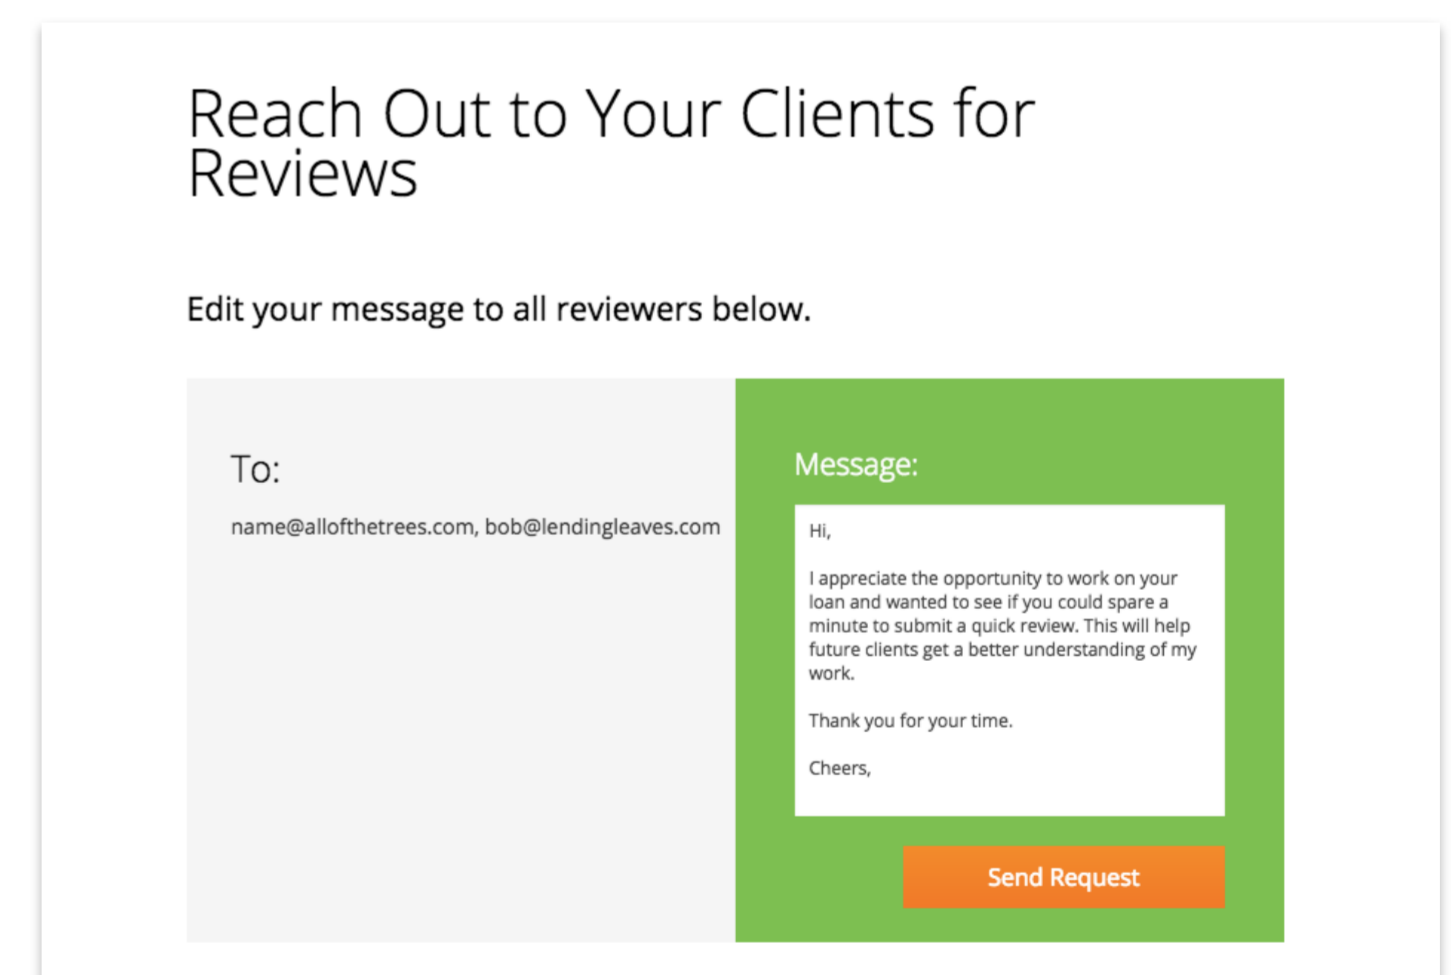 Reach Out to Your Clients for
Reviews
Edit your message to all reviewers below.
To:
name@allofthetrees.com, bob@lendingleaves.com
Message:
Hi,
I appreciate the opportunity to work on your
loan and wanted to see if you could spare a
minute to submit a quick review. This will help
future clients get a better understanding of my
work.
Thank you for your time.
Cheers,
Send Request